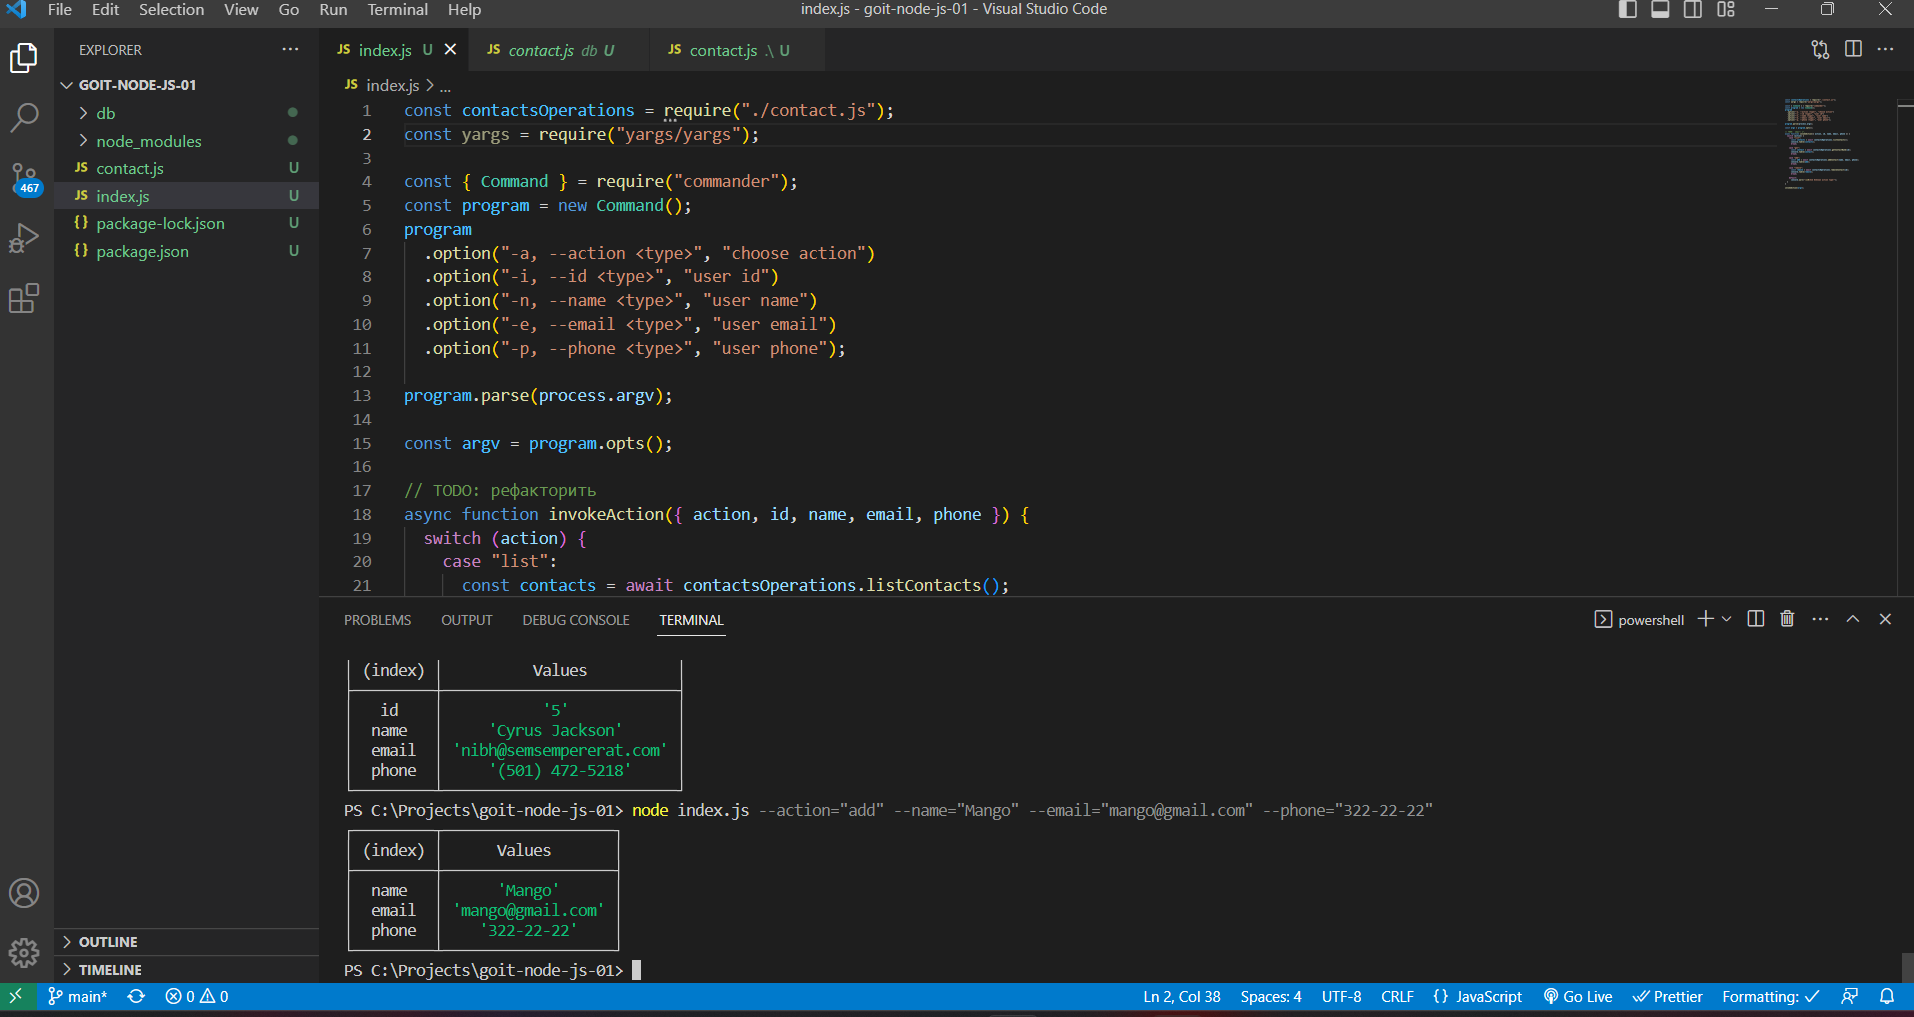 File Edit Selection View Go Run Terminal Help
index.js - goit-node-js-01 - Visual Studio Code
EXPLORER
GOIT-NODE-JS-01
db
node_modules
JS contact.js U
JS index.js U
{} package-lock.json U
{} package.json U
467
OUTLINE
TIMELINE
JS index.js U JS contact.js db U JS contact.js .\ U
JS index.js > ...
1 const contactsOperations = require("./contact.js");
2 const yargs = require("yargs/yargs");
3
4 const { Command } = require("commander");
5 const program = new Command();
6 program
7 .option("-a, --action <type>", "choose action")
8 .option("-i, --id <type>", "user id")
9 .option("-n, --name <type>", "user name")
10 .option("-e, --email <type>", "user email")
11 .option("-p, --phone <type>", "user phone");
12
13 program.parse(process.argv);
14
15 const argv = program.opts();
16
17 // TODO: рефакторить
18 async function invokeAction({ action, id, name, email, phone }) {
19 switch (action) {
20 case "list":
21 const contacts = await contactsOperations.listContacts();
PROBLEMS OUTPUT DEBUG CONSOLE TERMINAL
powershell
(index) Values
id '5'
name 'Cyrus Jackson'
email 'nibh@semsempererat.com'
phone '(501) 472-5218'
PS C:\Projects\goit-node-js-01> node index.js --action="add" --name="Mango" --email="mango@gmail.com" --phone="322-22-22"
(index) Values
name 'Mango'
email 'mango@gmail.com'
phone '322-22-22'
PS C:\Projects\goit-node-js-01>
main* 0 0 Ln 2, Col 38 Spaces: 4 UTF-8 CRLF {} JavaScript Go Live Prettier Formatting: ✓